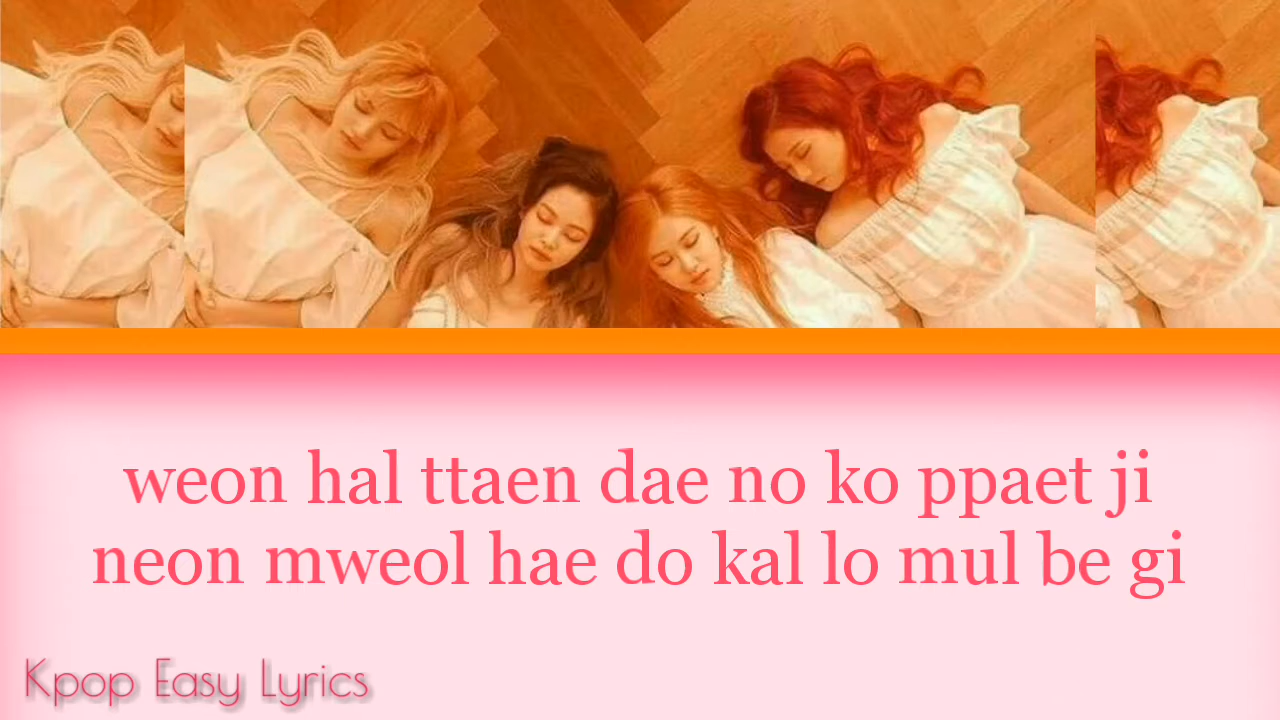 weon hal ttaen dae no ko ppaet ji
neon mweol hae do kal lo mul be gi
Kpop Easy Lyrics